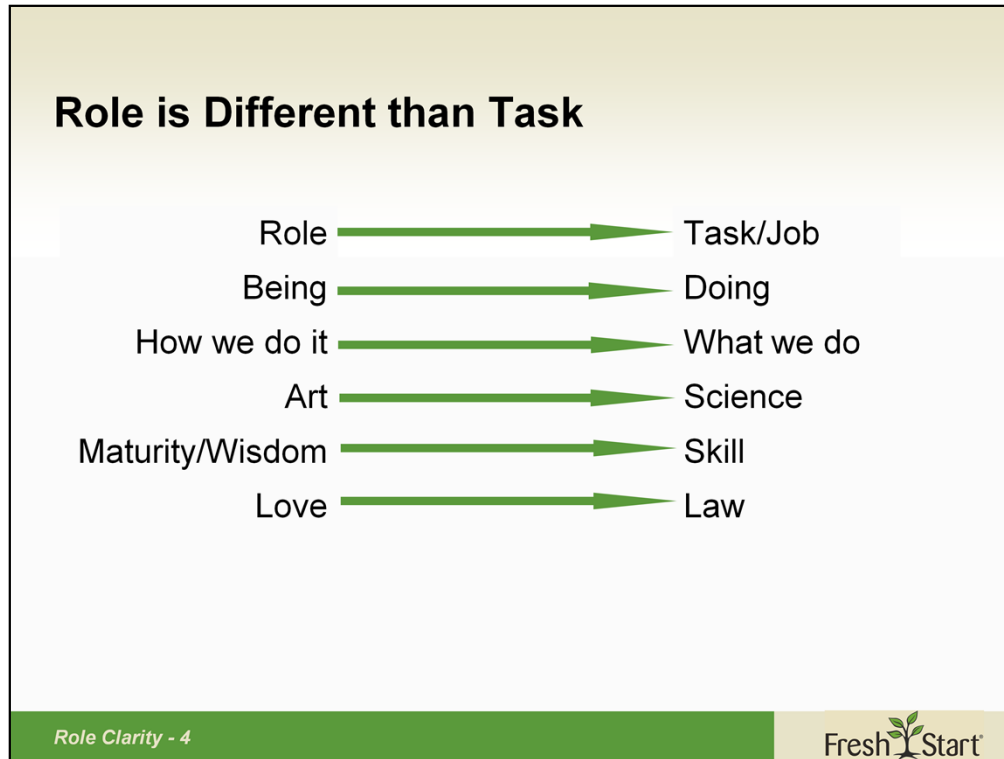 Role is Different than Task
Role Task/Job
Being Doing
How we do it What we do
Art Science
Maturity/Wisdom Skill
Love Law
Role Clarity - 4
Fresh Start